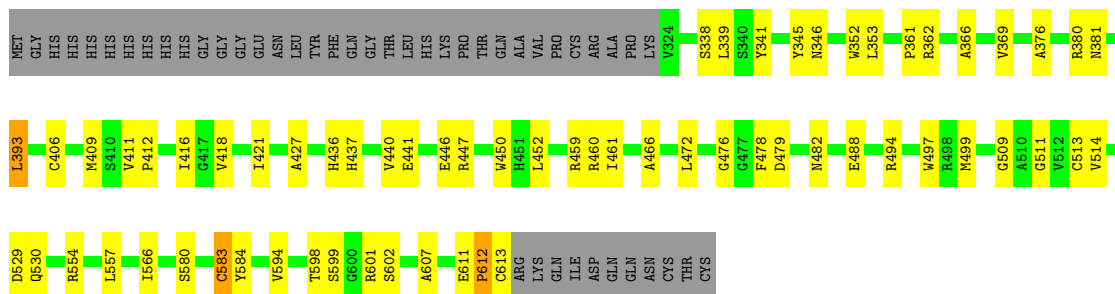 MET GLY HIS HIS HIS HIS HIS HIS HIS HIS HIS HIS GLY GLY GLY GLU ASN LEU TYR PHE GLN GLY THR LEU HIS LYS PRO THR GLN ALA VAL PRO CYS ARG ALA PRO LYS V324 S338 L339 S340 Y341 Y345 N346 W352 L353 P361 R362 A366 V369 A376 R380 N381
L393 C406 M409 S410 V411 P412 I416 G417 V418 I421 A427 H436 H437 V440 E441 E446 R447 W450 H451 L452 R459 R460 I461 A466 L472 G476 G477 F478 D479 N482 E488 R494 W497 R498 M499 G509 A510 G511 V512 C513 V514
D529 Q530 R554 L557 I566 S580 C583 Y584 V594 T598 S599 G600 R601 S602 A607 E611 P612 C613 ARG LYS GLN ILE ASP GLN GLN ASN CYS THR CYS